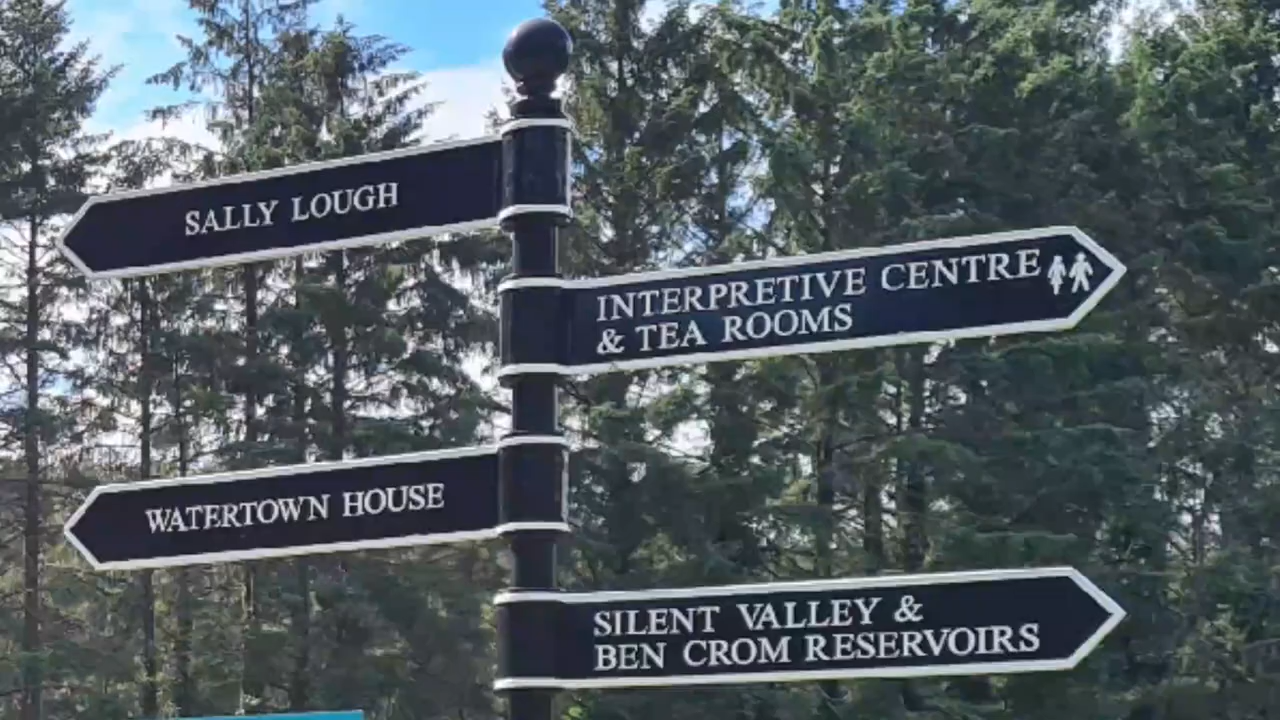 SALLY LOUGH
INTERPRETIVE CENTRE
& TEA ROOMS
WATERTOWN HOUSE
SILENT VALLEY &
BEN CROM RESERVOIRS